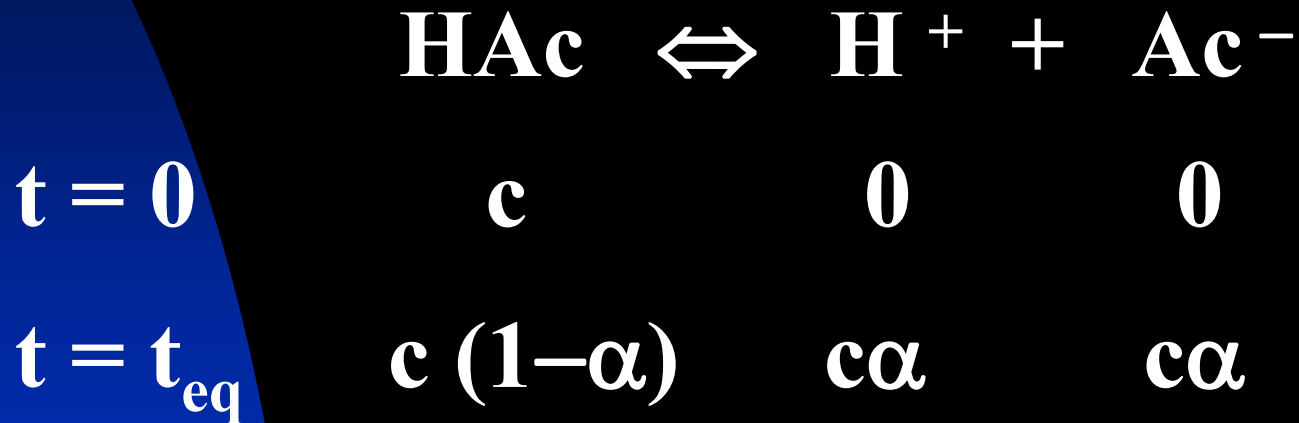 HAc ⇔ H⁺ + Ac⁻
t = 0 c 0 0
t = t_eq c (1−α) cα cα